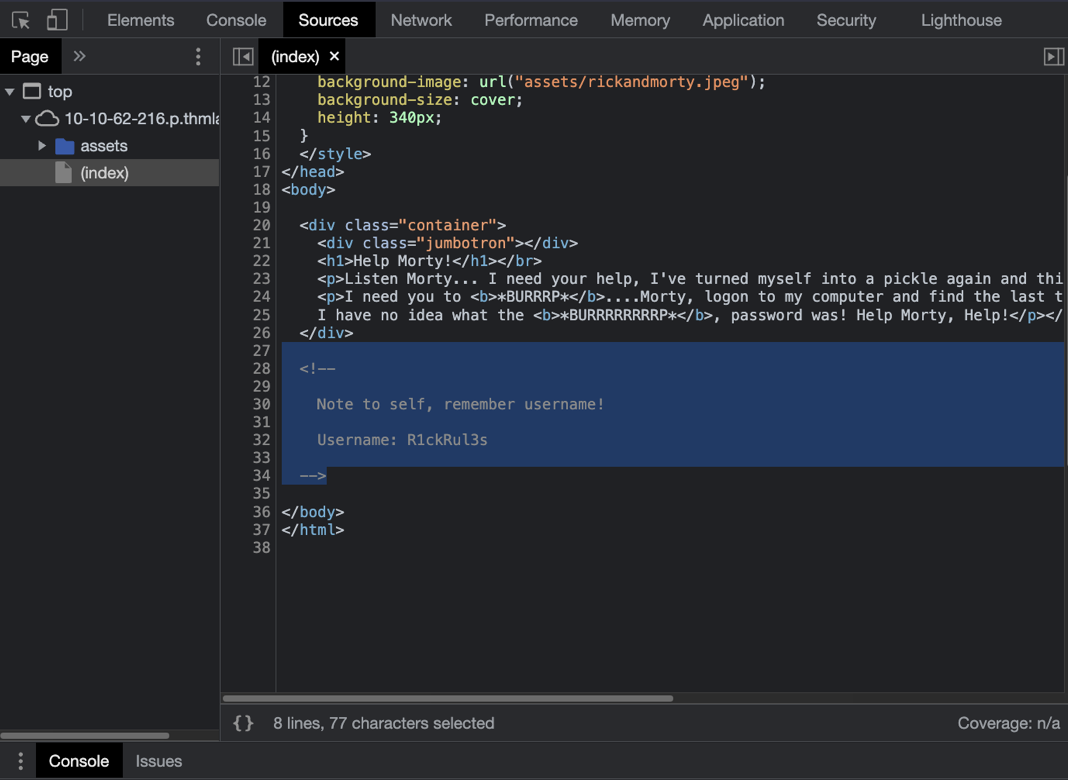 Elements Console Sources Network Performance Memory Application Security Lighthouse
Page (index)
top
10-10-62-216.p.thmla
assets
(index)
12 background-image: url("assets/rickandmorty.jpeg");
13 background-size: cover;
14 height: 340px;
15 }
16 </style>
17 </head>
18 <body>
19
20 <div class="container">
21 <div class="jumbotron"></div>
22 <h1>Help Morty!</h1></br>
23 <p>Listen Morty... I need your help, I've turned myself into a pickle again and thi
24 <p>I need you to <b>*BURRRP*</b>....Morty, logon to my computer and find the last t
25 I have no idea what the <b>*BURRRRRRRRP*</b>, password was! Help Morty, Help!</p></
26 </div>
27
28 <!--
29
30 Note to self, remember username!
31
32 Username: R1ckRul3s
33
34 -->
35
36 </body>
37 </html>
38
{} 8 lines, 77 characters selected Coverage: n/a
Console Issues